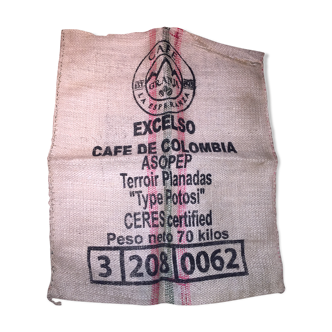 CAFE
GRAND
LA ESPERANZA
EXCELSO
CAFE DE COLOMBIA
ASOPEP
Terroir Planadas
"Type Potosi"
CERES certified
Peso neto 70 kilos
3 208 0062